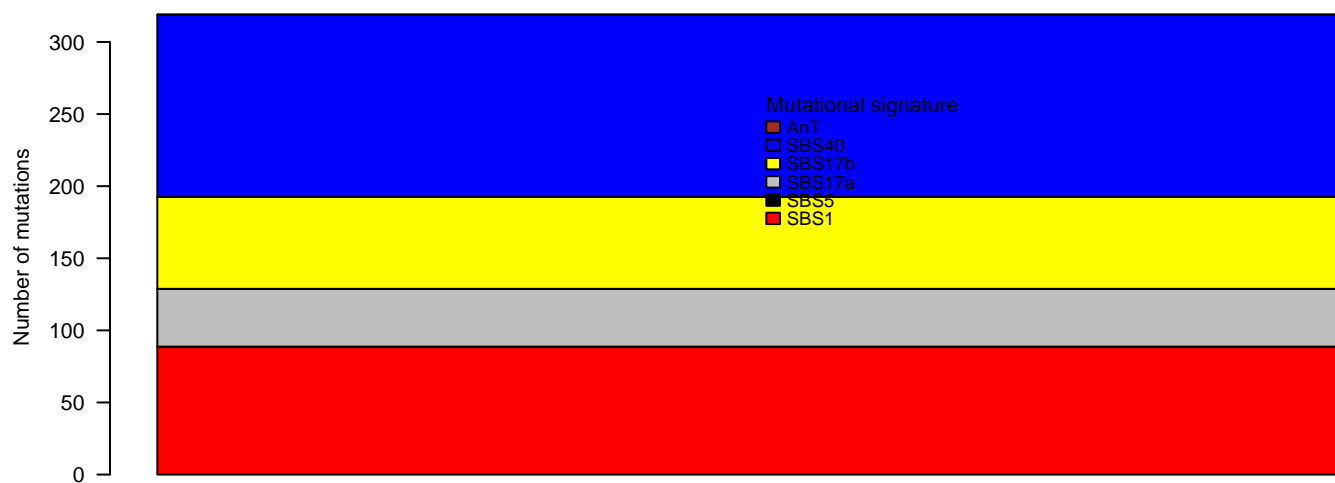 300
250
200
150
100
50
0
Number of mutations
Mutational signature
AnT
SBS40
SBS17b
SBS17a
SBS5
SBS1